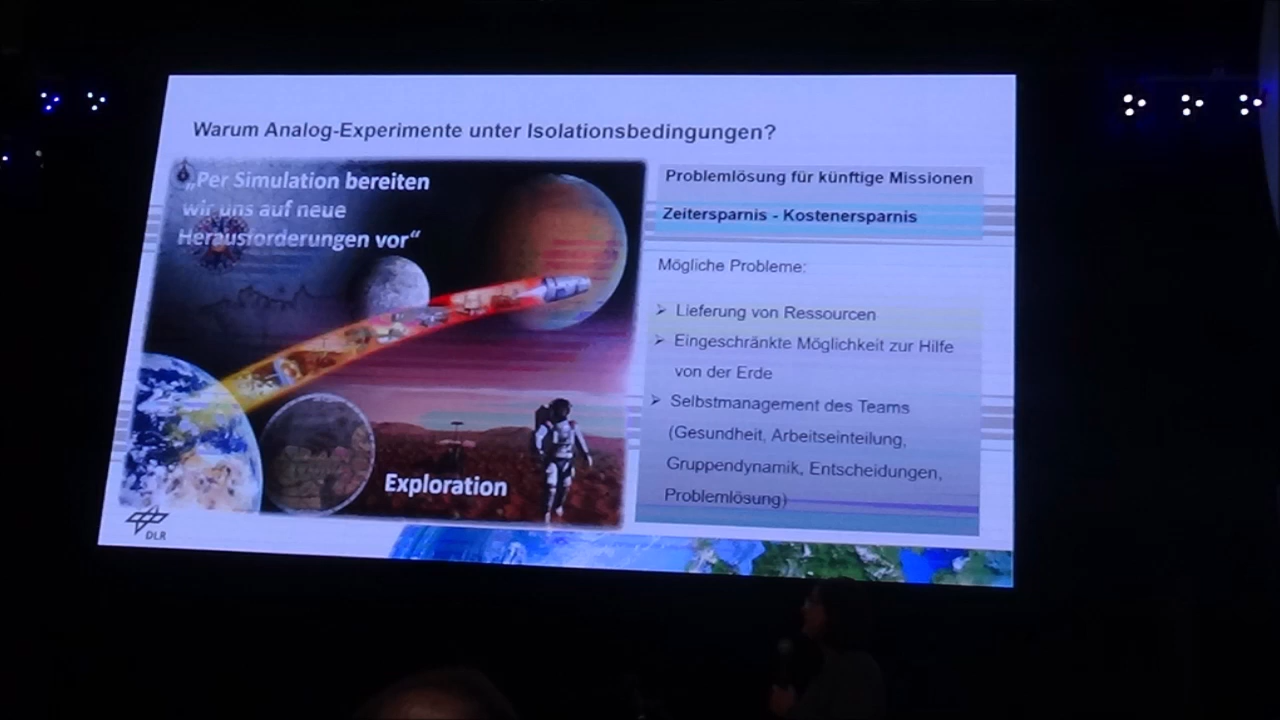 Warum Analog-Experimente unter Isolationsbedingungen?
„Per Simulation bereiten
wir uns auf neue
Herausforderungen vor“
Exploration
DLR
Problemlösung für künftige Missionen
Zeitersparnis - Kostenersparnis
Mögliche Probleme:
➢ Lieferung von Ressourcen
➢ Eingeschränkte Möglichkeit zur Hilfe
von der Erde
➢ Selbstmanagement des Teams
(Gesundheit, Arbeitseinteilung,
Gruppendynamik, Entscheidungen,
Problemlösung)